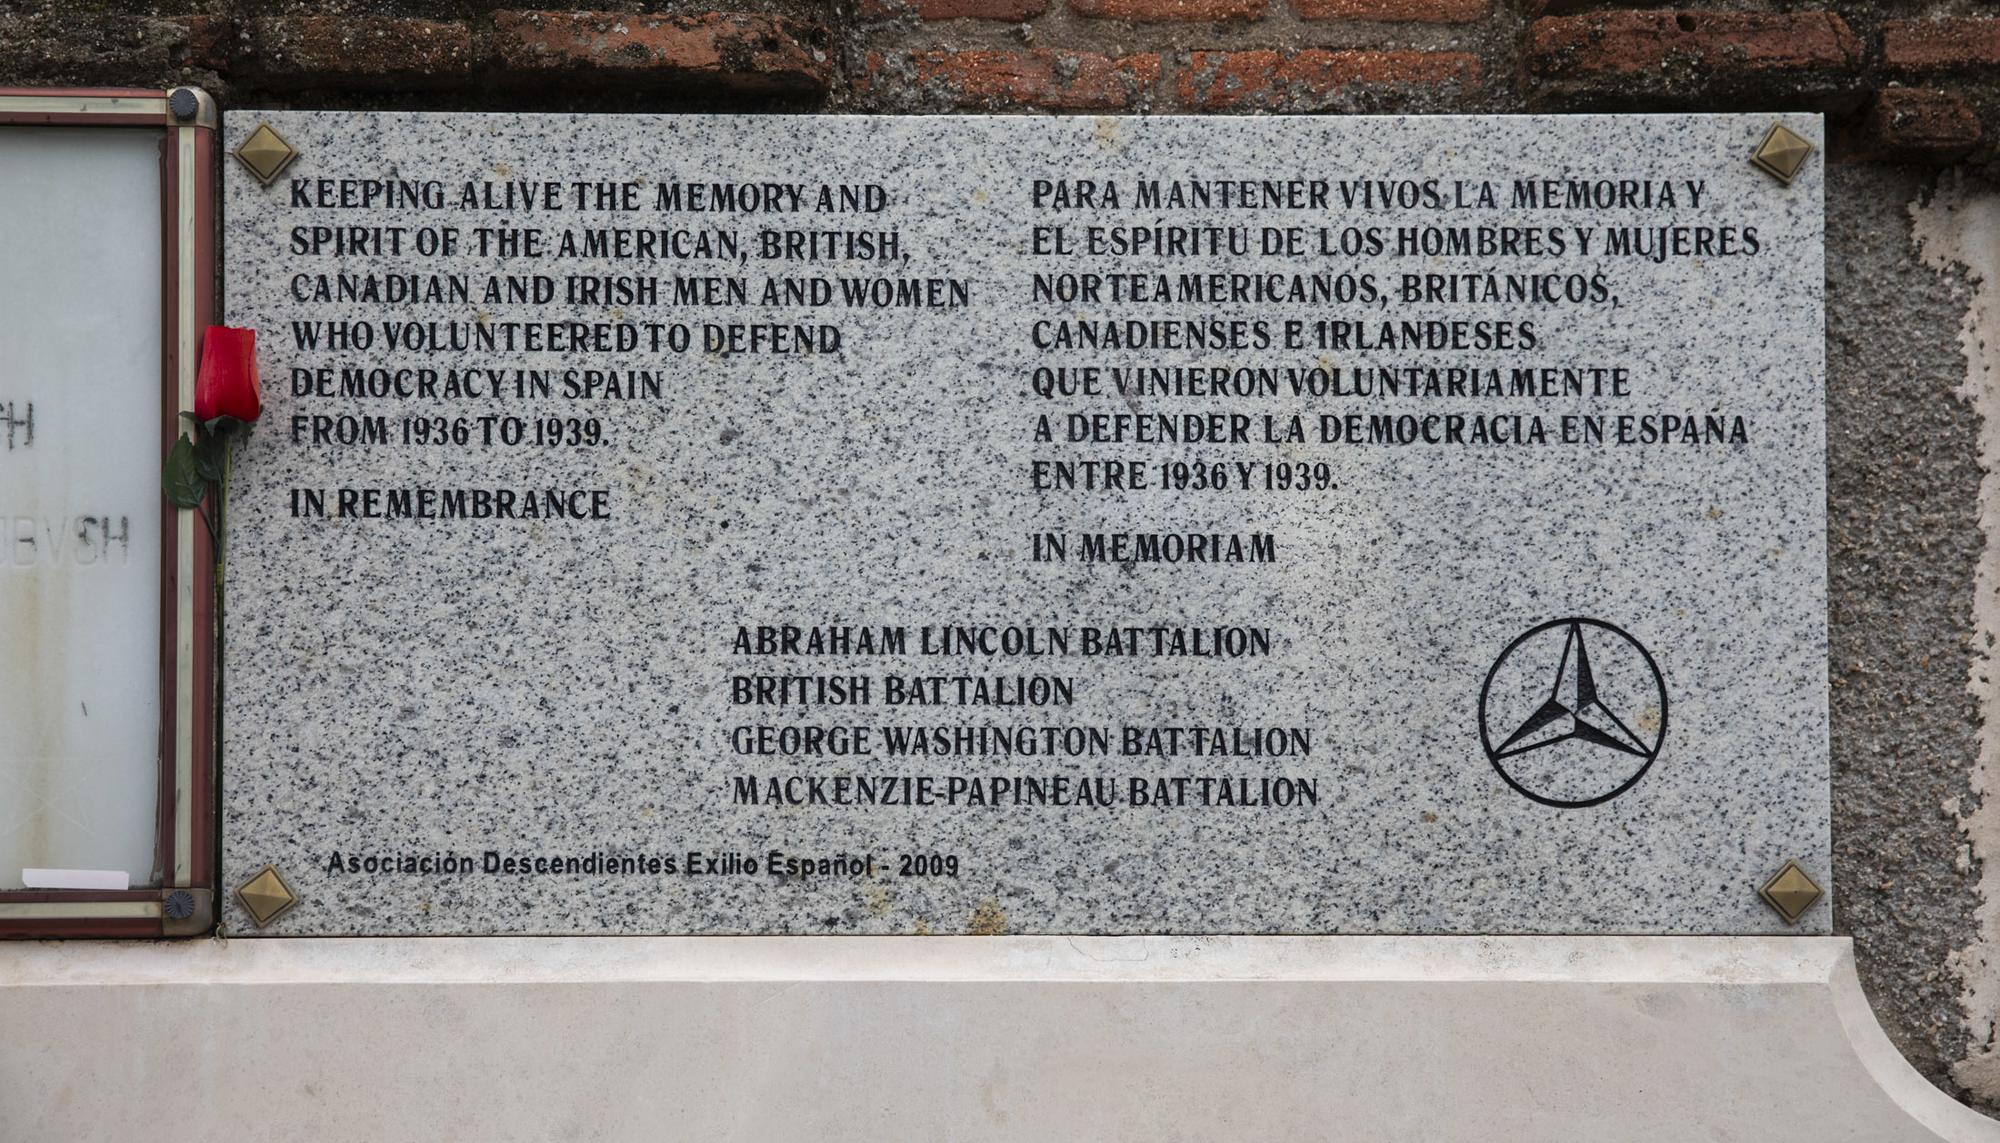 KEEPING ALIVE THE MEMORY AND
SPIRIT OF THE AMERICAN, BRITISH,
CANADIAN AND IRISH MEN AND WOMEN
WHO VOLUNTEERED TO DEFEND
DEMOCRACY IN SPAIN
FROM 1936 TO 1939.
IN REMEMBRANCE
PARA MANTENER VIVOS LA MEMORIA Y
EL ESPÍRITU DE LOS HOMBRES Y MUJERES
NORTEAMERICANOS, BRITÁNICOS,
CANADIENSES E IRLANDESES
QUE VINIERON VOLUNTARIAMENTE
A DEFENDER LA DEMOCRACIA EN ESPAÑA
ENTRE 1936 Y 1939.
IN MEMORIAM
ABRAHAM LINCOLN BATTALION
BRITISH BATTALION
GEORGE WASHINGTON BATTALION
MACKENZIE-PAPINEAU BATTALION
Asociación Descendientes Exilio Español - 2009